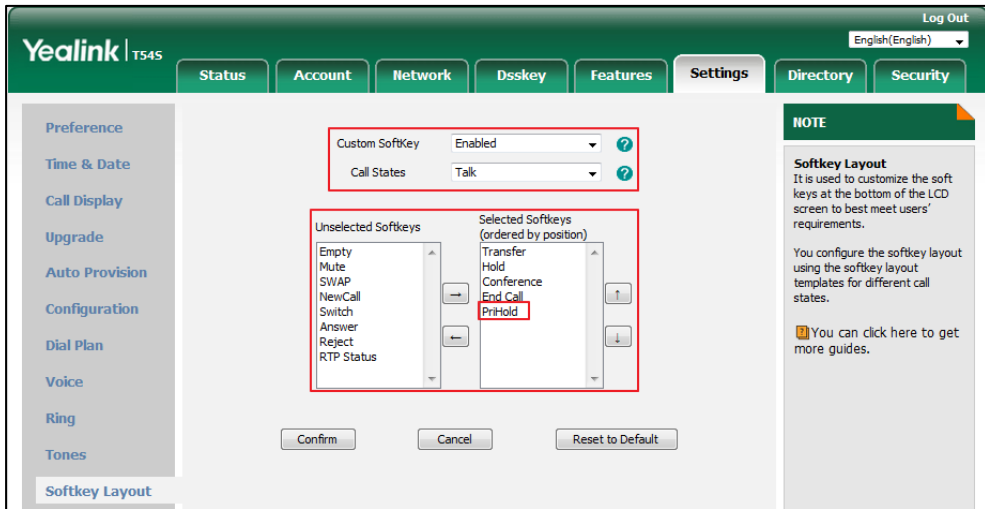 Log Out
Yealink | T54S
English(English)
Status
Account
Network
Dsskey
Features
Settings
Directory
Security
Preference
Time & Date
Call Display
Upgrade
Auto Provision
Configuration
Dial Plan
Voice
Ring
Tones
Softkey Layout
Custom SoftKey
Enabled
?
Call States
Talk
?
Unselected Softkeys
Empty
Mute
SWAP
NewCall
Switch
Answer
Reject
RTP Status
→
←
Selected Softkeys
(ordered by position)
Transfer
Hold
Conference
End Call
PriHold
↑
↓
Confirm
Cancel
Reset to Default
NOTE
Softkey Layout
It is used to customize the soft
keys at the bottom of the LCD
screen to best meet users'
requirements.
You configure the softkey layout
using the softkey layout
templates for different call
states.
?
You can click here to get
more guides.